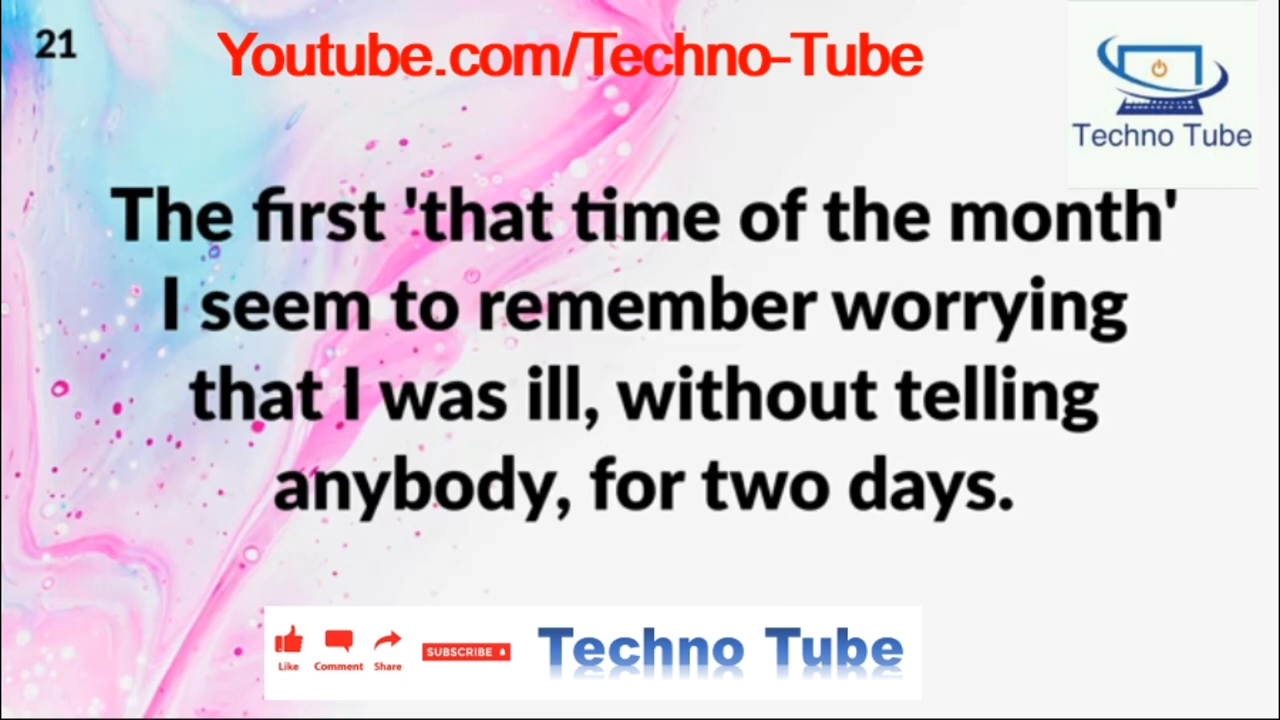 21
Youtube.com/Techno-Tube
Techno Tube
The first 'that time of the month'
I seem to remember worrying
that I was ill, without telling
anybody, for two days.
Like Comment Share
SUBSCRIBE
Techno Tube